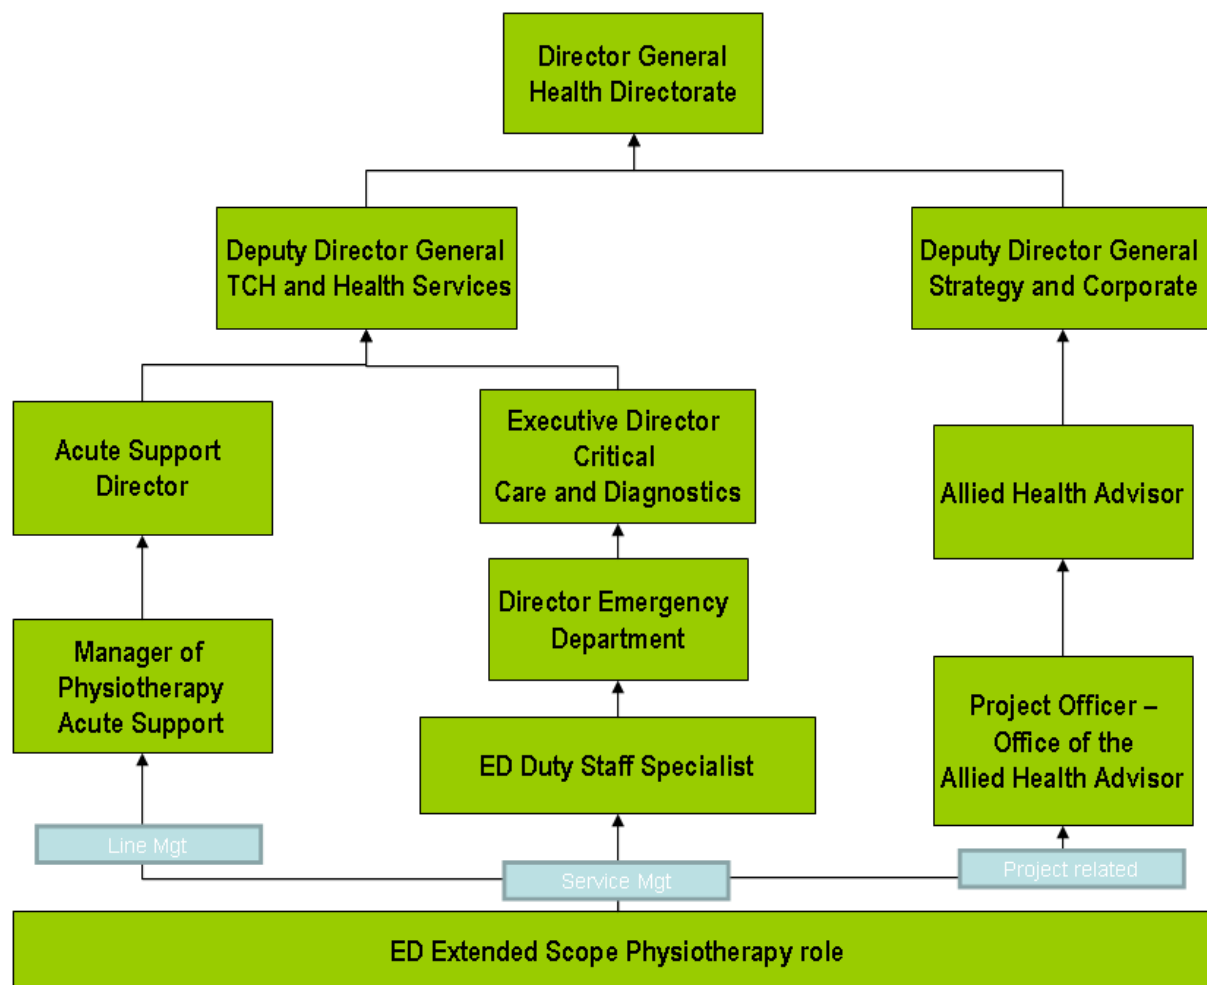 Director General
Health Directorate
Deputy Director General
TCH and Health Services
Deputy Director General
Strategy and Corporate
Acute Support
Director
Executive Director
Critical
Care and Diagnostics
Allied Health Advisor
Director Emergency
Department
Manager of
Physiotherapy
Acute Support
Project Officer –
Office of the
Allied Health Advisor
ED Duty Staff Specialist
Line Mgt
Service Mgt
Project related
ED Extended Scope Physiotherapy role